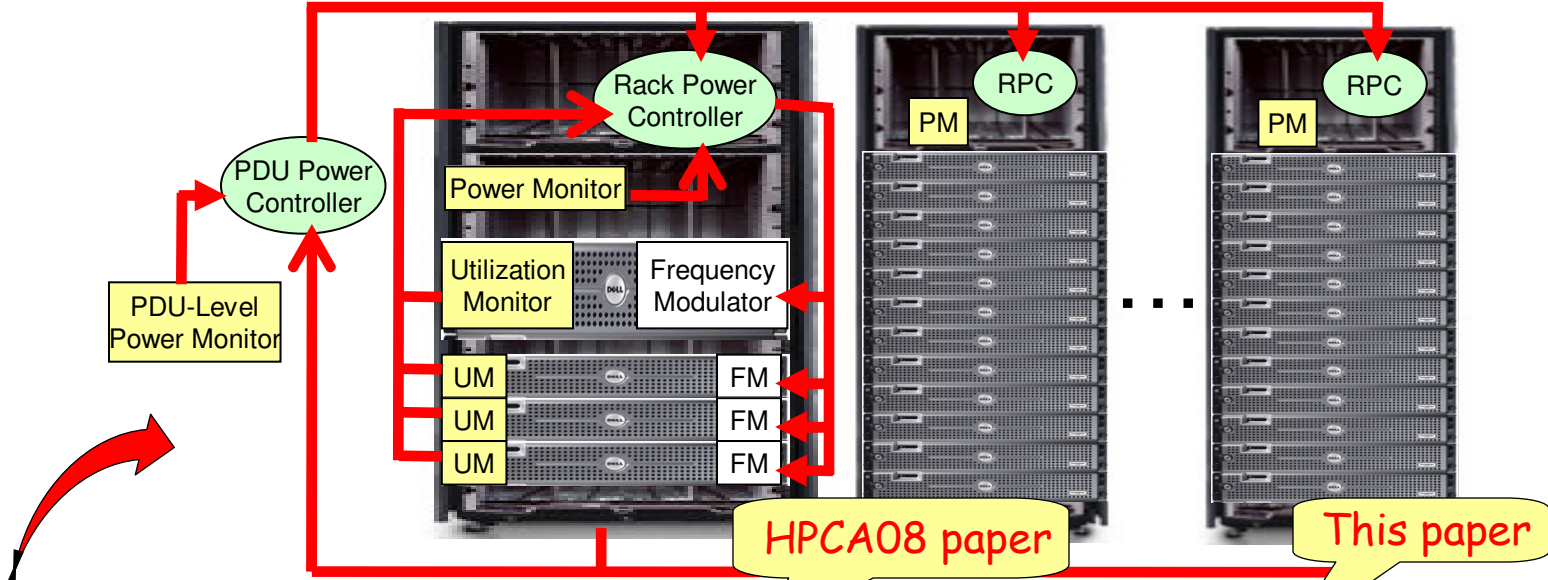 Rack Power
Controller
RPC
RPC
PM
PM
PDU Power
Controller
Power Monitor
Utilization
Monitor
Frequency
Modulator
DELL
PDU-Level
Power Monitor
. . .
UM
FM
UM
FM
UM
FM
HPCA08 paper
This paper